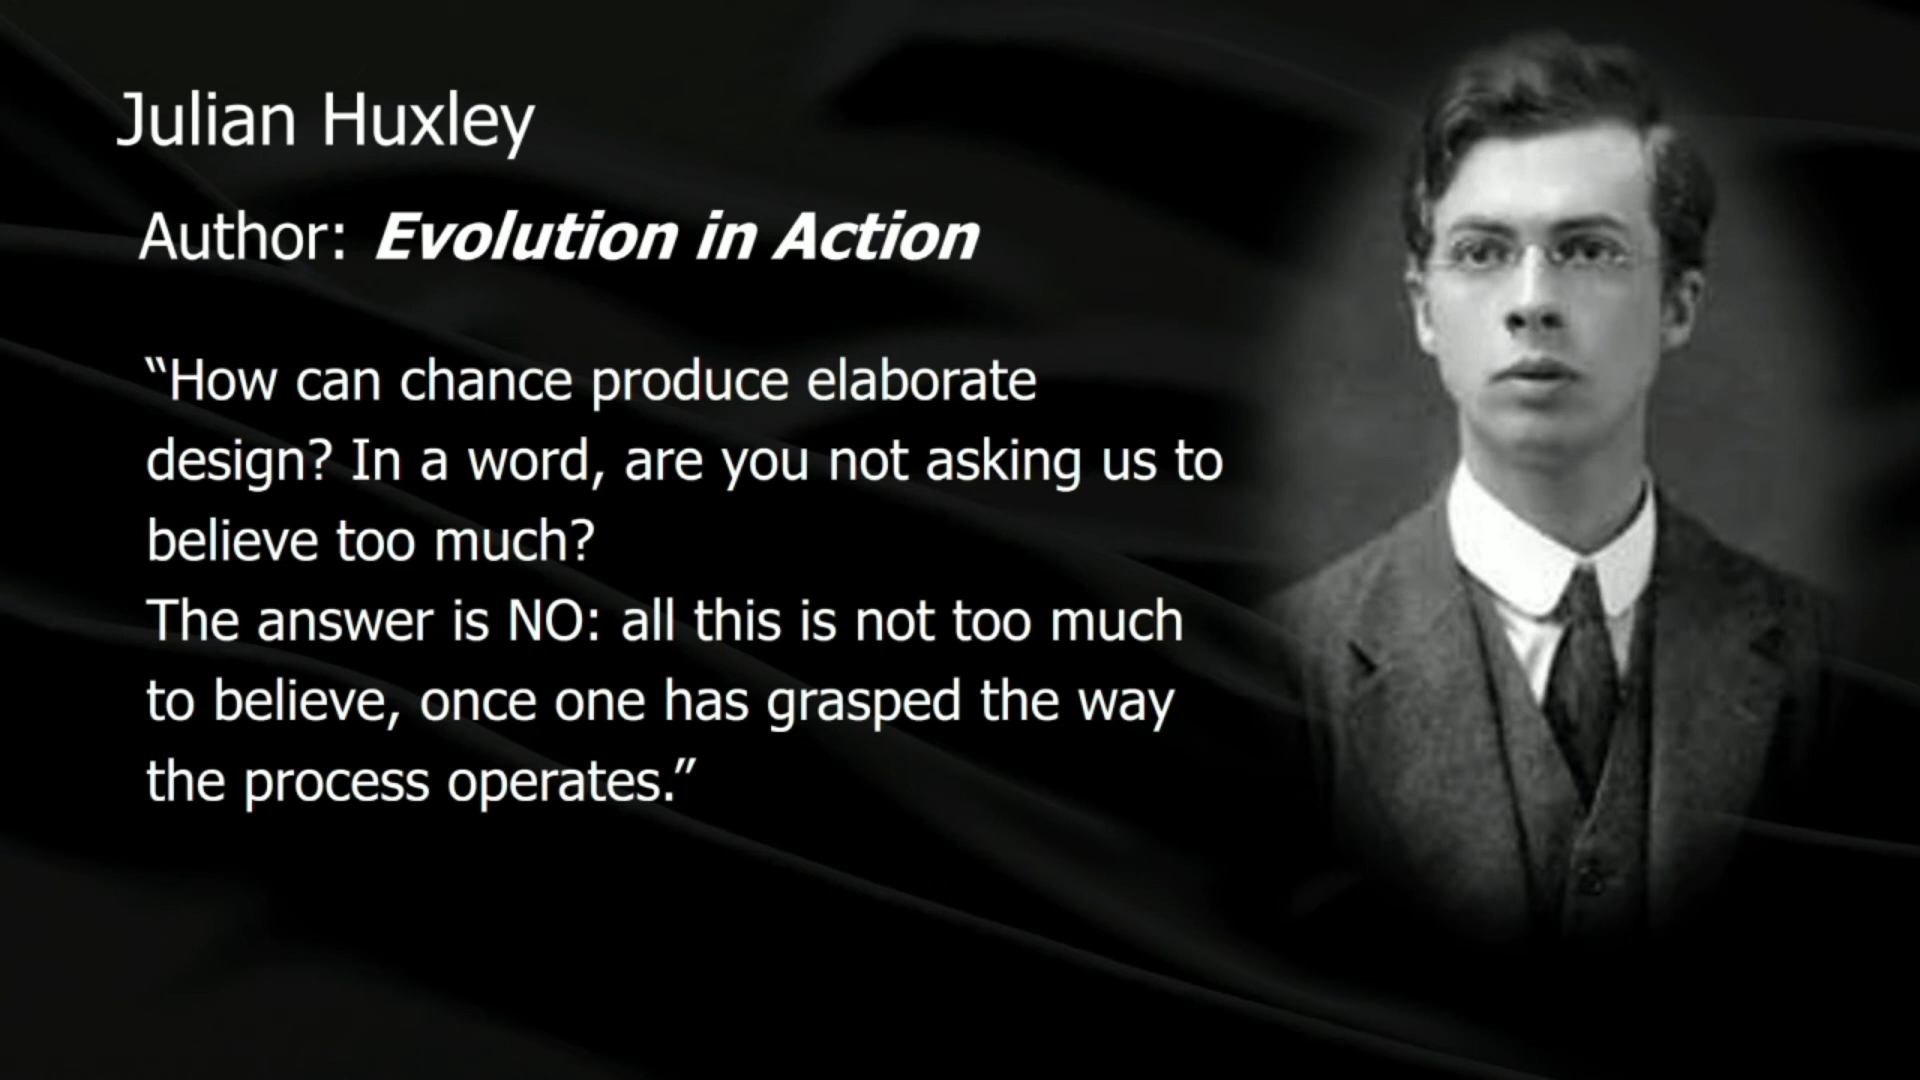 Julian Huxley
Author: Evolution in Action
“How can chance produce elaborate
design? In a word, are you not asking us to
believe too much?
The answer is NO: all this is not too much
to believe, once one has grasped the way
the process operates.”